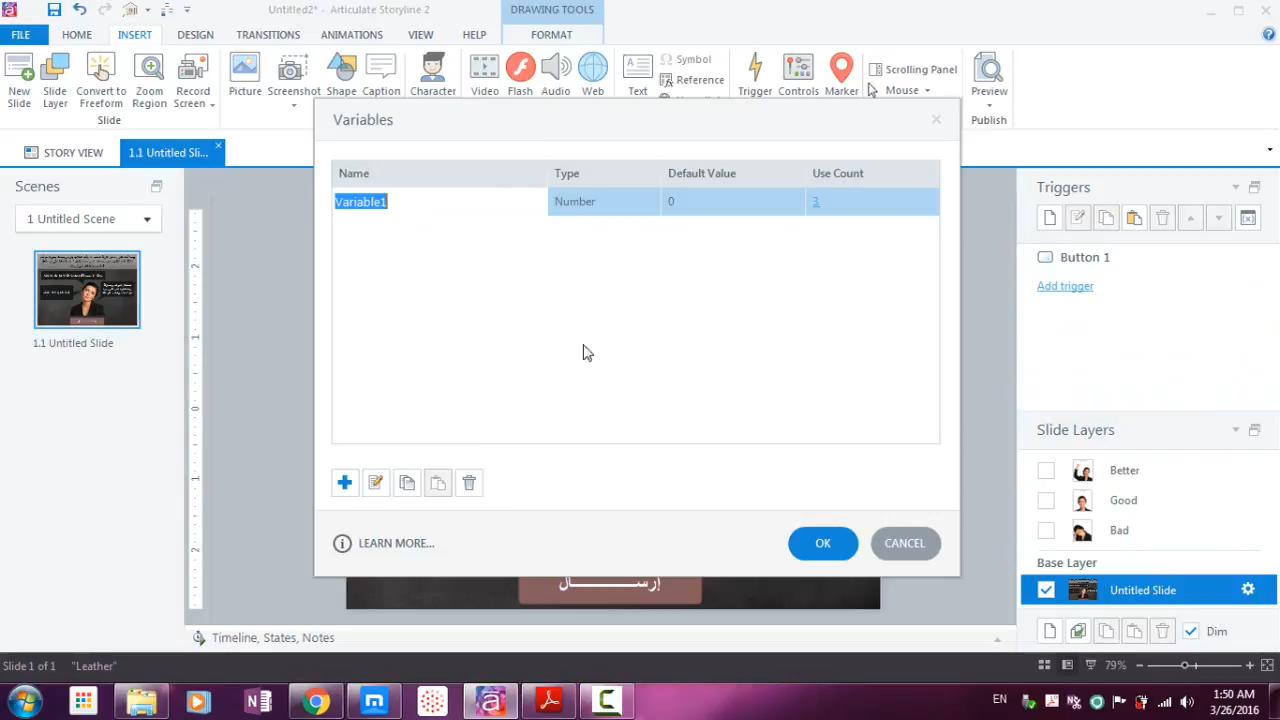 Untitled2* - Articulate Storyline 2
DRAWING TOOLS
FILE
HOME
INSERT
DESIGN
TRANSITIONS
ANIMATIONS
VIEW
HELP
FORMAT
New Slide
Slide Layer
Convert to Freeform
Zoom Region
Record Screen
Picture
Screenshot
Shape
Caption
Character
Video
Flash
Audio
Web
Text
Symbol
Reference
Trigger
Controls
Marker
Scrolling Panel
Mouse
Preview
Slide
Publish
STORY VIEW
1.1 Untitled Sli...
Variables
Name
Type
Default Value
Use Count
Variable1
Number
0
3
LEARN MORE...
OK
CANCEL
Scenes
1 Untitled Scene
1.1 Untitled Slide
Triggers
Button 1
Add trigger
Slide Layers
Better
Good
Bad
Base Layer
Untitled Slide
Dim
إرسـال
Timeline, States, Notes
Slide 1 of 1
"Leather"
79%
EN
1:50 AM
3/26/2016